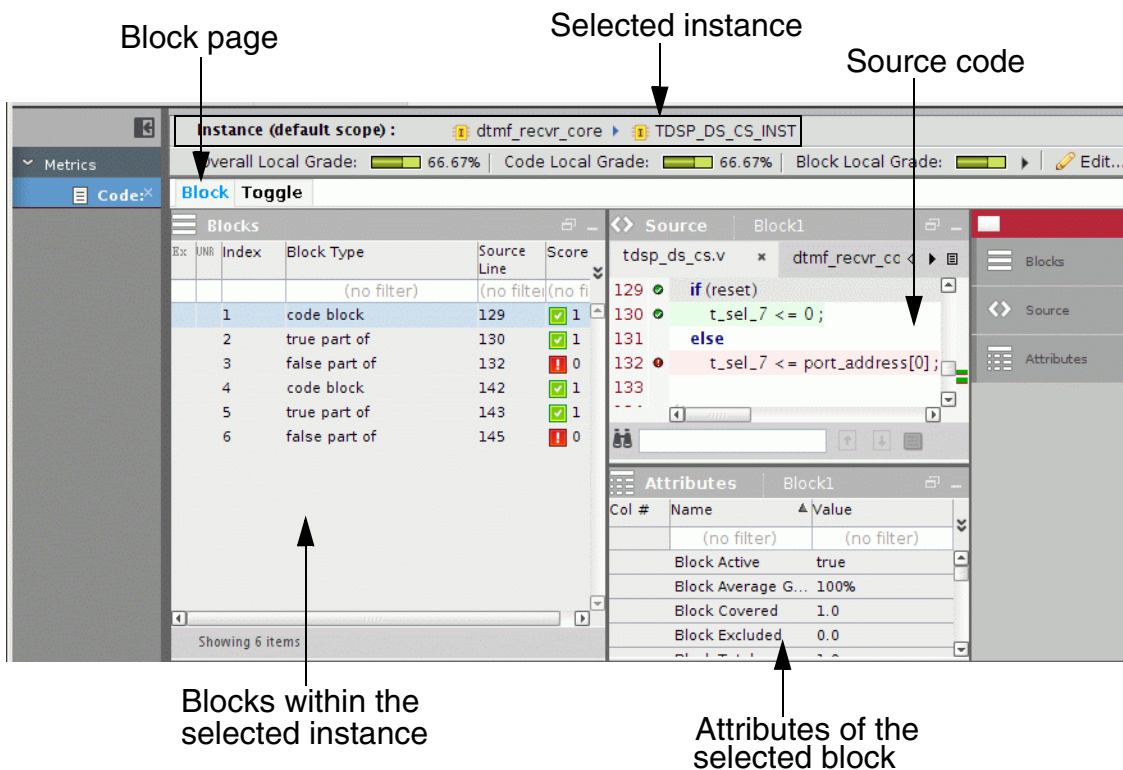 Block page
Selected instance
Source code
Instance (default scope) : dtmf_recvr_core TDSP_DS_CS_INST
Metrics
Overall Local Grade: 66.67% Code Local Grade: 66.67% Block Local Grade: Edit...
Code:
Block Toggle
Blocks
Ex UNR Index Block Type Source Line Score
(no filter) (no filter (no fi
1 code block 129 1
2 true part of 130 1
3 false part of 132 0
4 code block 142 1
5 true part of 143 1
6 false part of 145 0
Showing 6 items
Source Block1
tdsp_ds_cs.v dtmf_recvr_cc
129 if (reset)
130 t_sel_7 <= 0 ;
131 else
132 t_sel_7 <= port_address[0] ;
133
Attributes Block1
Col # Name Value
(no filter) (no filter)
Block Active true
Block Average G... 100%
Block Covered 1.0
Block Excluded 0.0
Blocks
Source
Attributes
Blocks within the
selected instance
Attributes of the
selected block